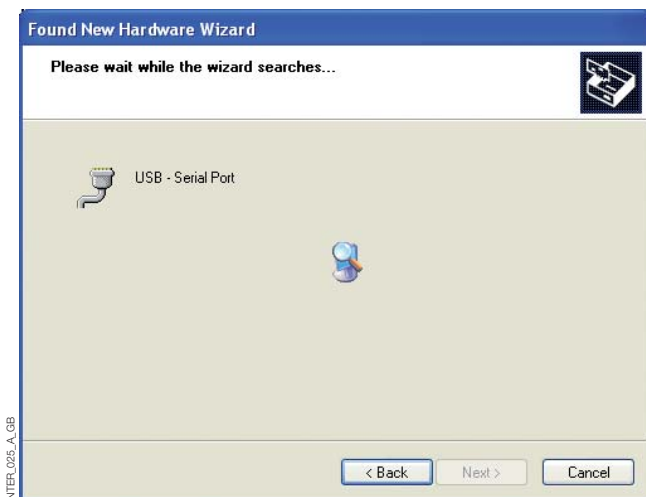 Found New Hardware Wizard
Please wait while the wizard searches...
USB - Serial Port
< Back
Next >
Cancel
NTER_025_A_GB